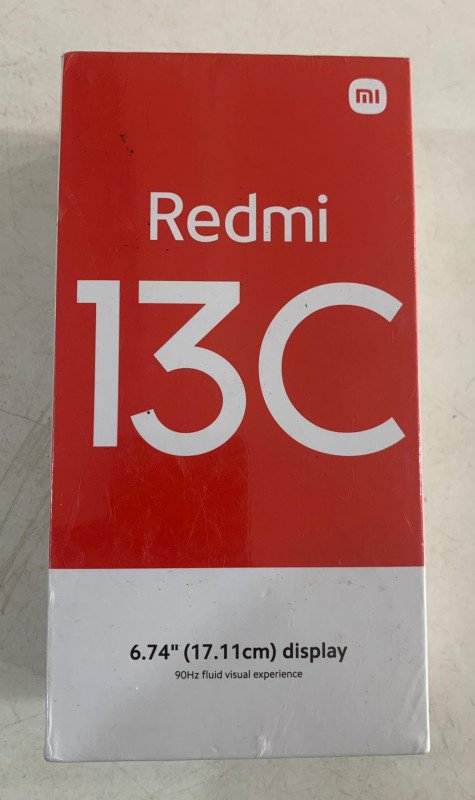 mi
Redmi
13C
6.74" (17.11cm) display
90Hz fluid visual experience